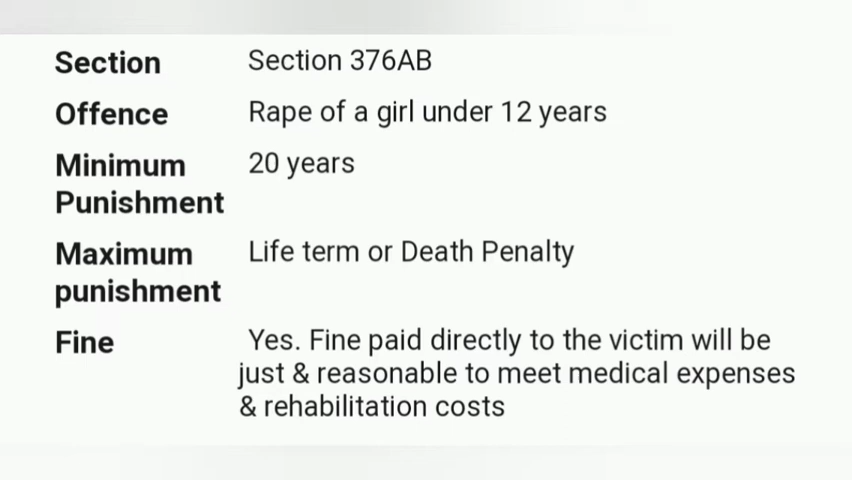 Section Section 376AB
Offence Rape of a girl under 12 years
Minimum 20 years
Punishment
Maximum Life term or Death Penalty
punishment
Fine Yes. Fine paid directly to the victim will be
just & reasonable to meet medical expenses
& rehabilitation costs